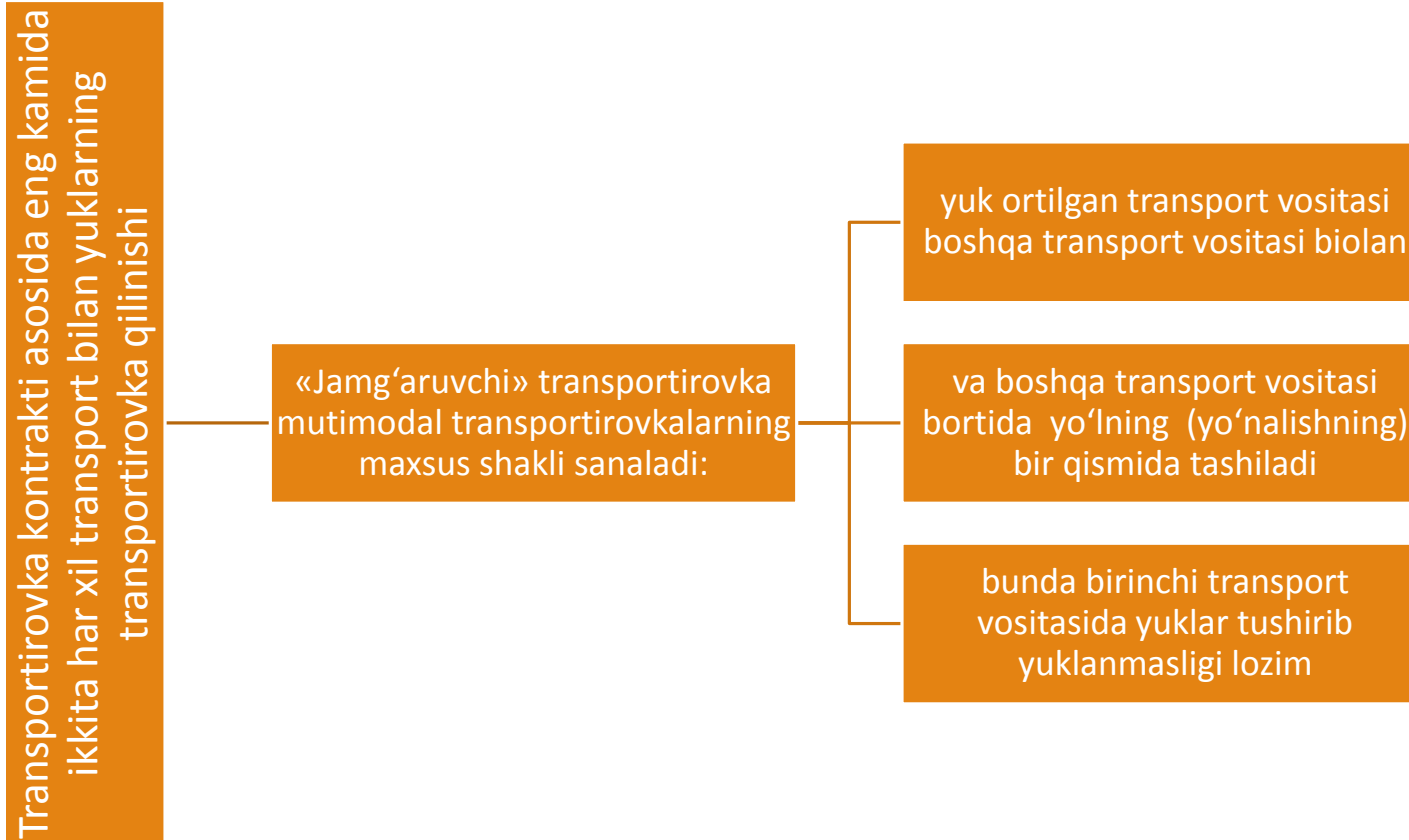 Transportirovka kontrakti asosida eng kamida
ikkita har xil transport bilan yuklarning
transportirovka qilinishi
«Jamg‘aruvchi» transportirovka
mutimodal transportirovkalarning
maxsus shakli sanaladi:
yuk ortilgan transport vositasi
boshqa transport vositasi biolan
va boshqa transport vositasi
bortida yo‘lning (yo‘nalishning)
bir qismida tashiladi
bunda birinchi transport
vositasida yuklar tushirib
yuklanmasligi lozim